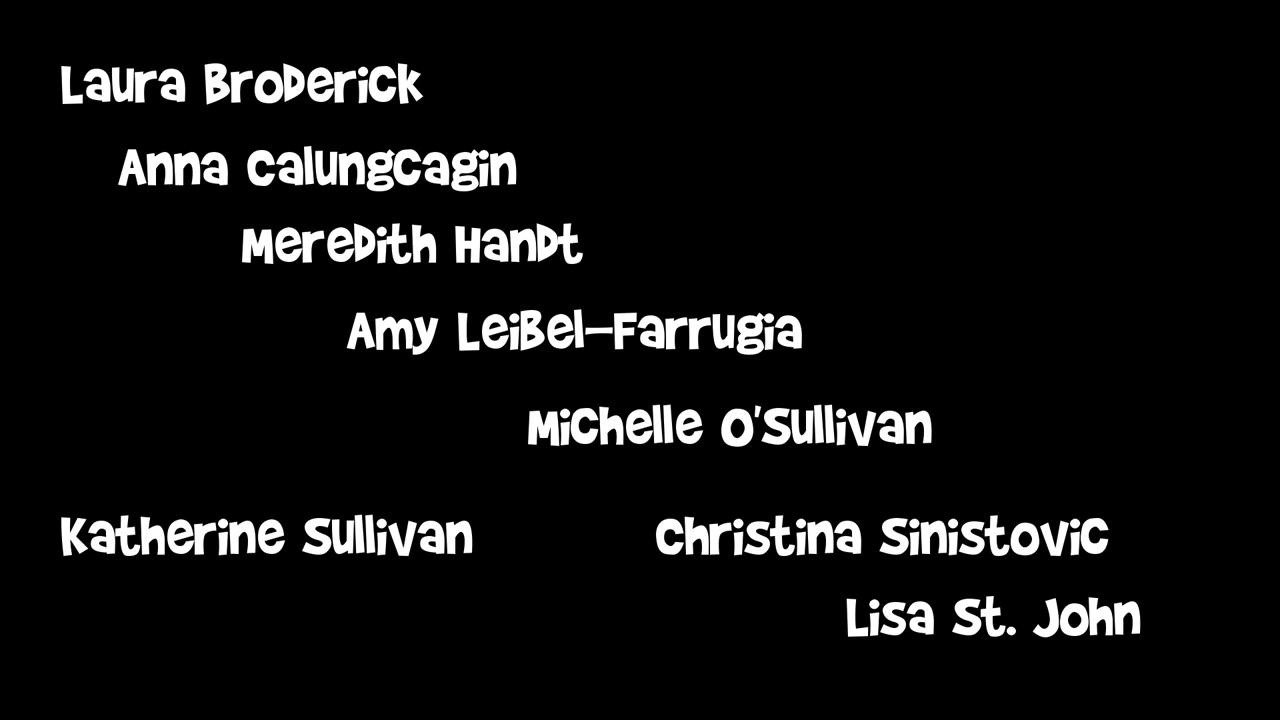 Laura Broderick
Anna Calungcagin
Meredith Handt
Amy Leibel-Farrugia
Michelle O'Sullivan
Katherine Sullivan
Christina Sinistovic
Lisa St. John